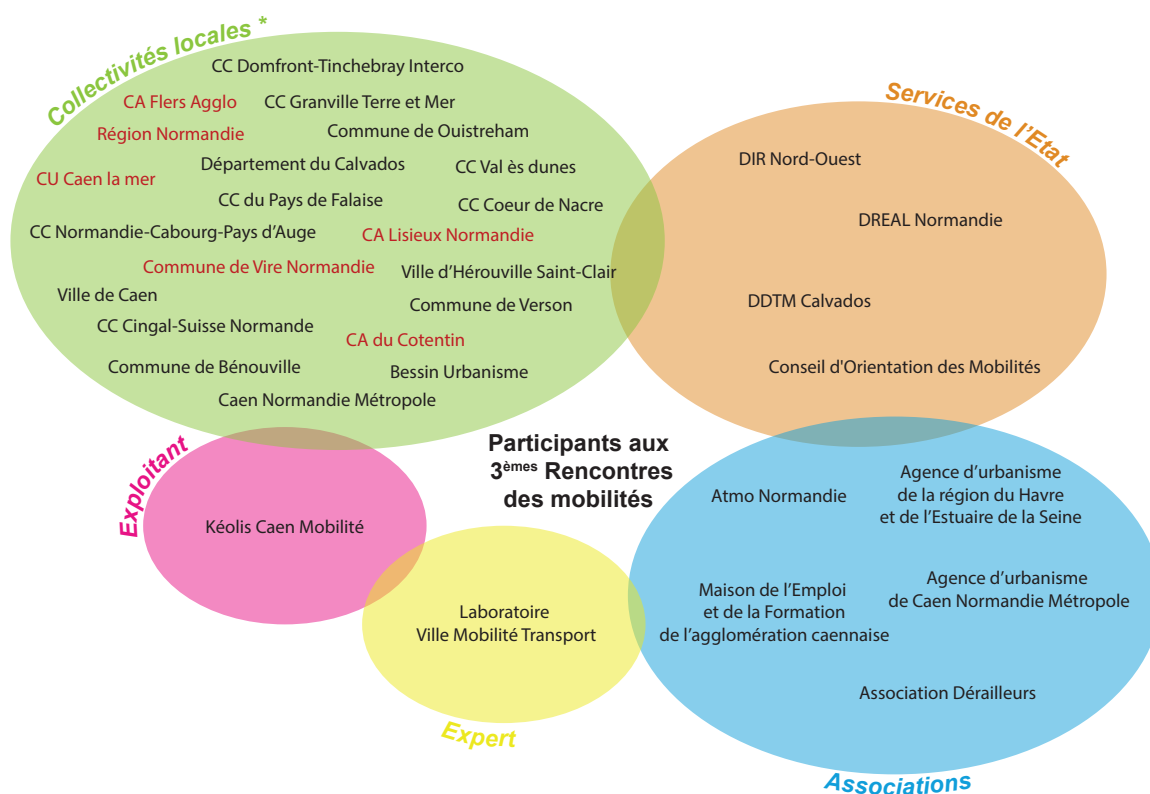 Collectivités locales *
CC Domfront-Tinchebray Interco
CA Flers Agglo
CC Granville Terre et Mer
Région Normandie
Commune de Ouistreham
Département du Calvados
CC Val ès dunes
CU Caen la mer
CC du Pays de Falaise
CC Coeur de Nacre
CC Normandie-Cabourg-Pays d'Auge
CA Lisieux Normandie
Commune de Vire Normandie
Ville d'Hérouville Saint-Clair
Ville de Caen
Commune de Verson
CC Cingal-Suisse Normande
CA du Cotentin
Commune de Bénouville
Bessin Urbanisme
Caen Normandie Métropole
Services de l'Etat
DIR Nord-Ouest
DREAL Normandie
DDTM Calvados
Conseil d'Orientation des Mobilités
Participants aux
3èmes Rencontres
des mobilités
Exploitant
Kéolis Caen Mobilité
Laboratoire
Ville Mobilité Transport
Expert
Atmo Normandie
Agence d'urbanisme
de la région du Havre
et de l'Estuaire de la Seine
Maison de l'Emploi
et de la Formation
de l'agglomération caennaise
Agence d'urbanisme
de Caen Normandie Métropole
Association Dérailleurs
Associations